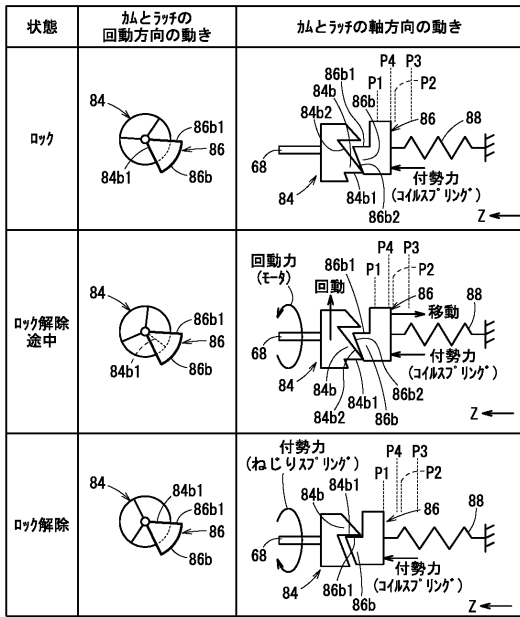 状態
ｶﾑとﾗｯﾁの
回動方向の動き
ｶﾑとﾗｯﾁの軸方向の動き
ﾛｯｸ
84
86b1
86
86b
84b1
P4 P3
P1 P2
86b1
84b 86b
84b2
86
88
68
84
84b1
86b2
付勢力
(ｺｲﾙｽﾌﾟﾘﾝｸﾞ)
Z
ﾛｯｸ解除
途中
84
86b1
86
86b
84b1
回動力
(ﾓｰﾀ)
回動
86b1
P4 P3
P1 P2
86
移動
88
68
84b
84
84b2
84b1
86b
86b2
付勢力
(ｺｲﾙｽﾌﾟﾘﾝｸﾞ)
Z
ﾛｯｸ解除
84
84b1
86b1
86
86b
付勢力
(ねじりｽﾌﾟﾘﾝｸﾞ)
84b1
84b
P4 P3
P1 P2
86
88
68
84
86b1
86b
付勢力
(ｺｲﾙｽﾌﾟﾘﾝｸﾞ)
Z